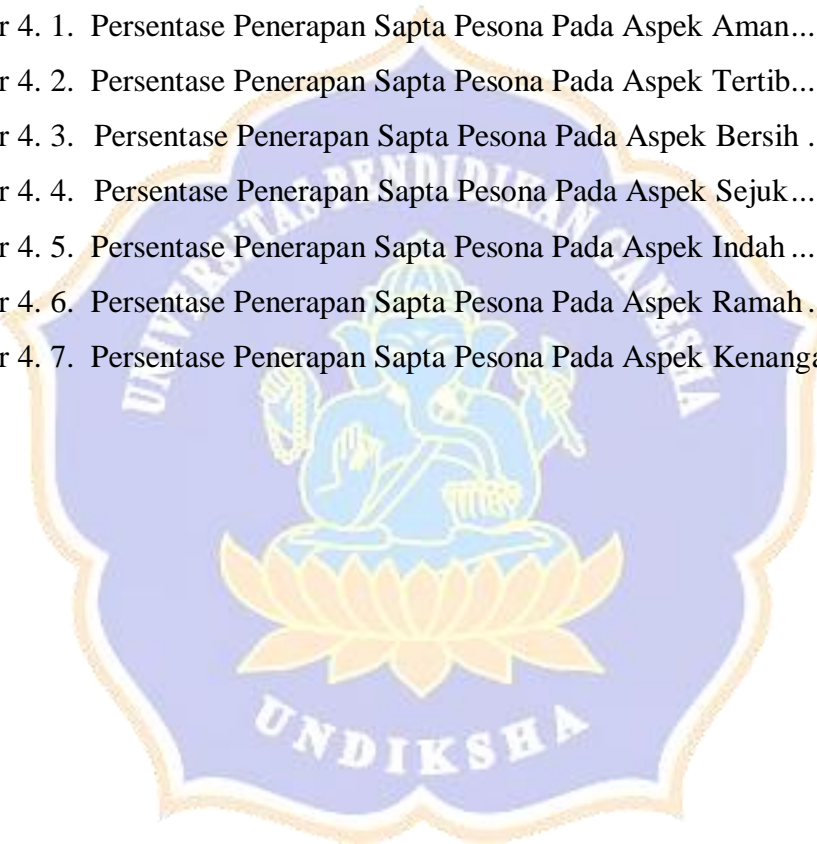 r 4. 1. Persentase Penerapan Sapta Pesona Pada Aspek Aman...
r 4. 2. Persentase Penerapan Sapta Pesona Pada Aspek Tertib...
r 4. 3. Persentase Penerapan Sapta Pesona Pada Aspek Bersih .
r 4. 4. Persentase Penerapan Sapta Pesona Pada Aspek Sejuk...
r 4. 5. Persentase Penerapan Sapta Pesona Pada Aspek Indah ...
r 4. 6. Persentase Penerapan Sapta Pesona Pada Aspek Ramah .
r 4. 7. Persentase Penerapan Sapta Pesona Pada Aspek Kenanga
UNIVERSITAS PENDIDIKAN GANESHA
UNDIKSHA